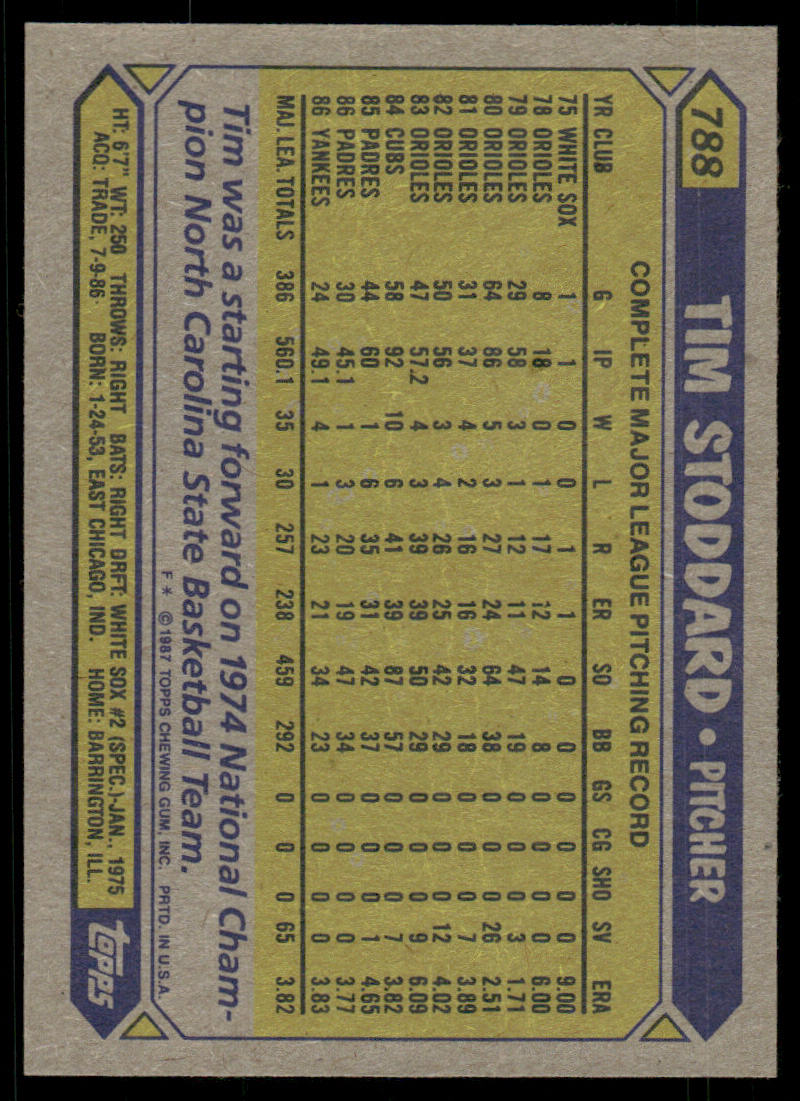 788 TIM STODDARD • PITCHER
COMPLETE MAJOR LEAGUE PITCHING RECORD
YR CLUB G IP W L R ER SO BB GS CG SHO SV ERA
75 WHITE SOX 1 1 0 0 1 1 0 0 0 0 0 0 9.00
78 ORIOLES 8 18 0 1 17 12 14 8 0 0 0 0 6.00
79 ORIOLES 29 58 3 1 12 11 47 19 0 0 0 3 1.71
80 ORIOLES 64 86 5 3 27 24 64 38 0 0 0 26 2.51
81 ORIOLES 31 37 4 2 16 16 32 18 0 0 0 7 3.89
82 ORIOLES 50 56 3 4 26 25 42 29 0 0 0 12 4.02
83 ORIOLES 47 57.2 4 3 39 39 50 29 0 0 0 9 6.09
84 CUBS 58 92 10 6 41 39 87 57 0 0 0 7 3.82
85 PADRES 44 60 1 6 35 31 42 37 0 0 0 1 4.65
86 PADRES 30 45.1 1 3 20 19 47 34 0 0 0 0 3.77
86 YANKEES 24 49.1 4 1 23 21 34 23 0 0 0 0 3.83
MAJ. LEA. TOTALS 386 560.1 35 30 257 238 459 292 0 0 0 65 3.82
Tim was a starting forward on 1974 National Cham-
pion North Carolina State Basketball Team.
F* © 1987 TOPPS CHEWING GUM, INC. PRTD. IN U.S.A.
HT: 6'7" WT: 250 THROWS: RIGHT BATS: RIGHT DRFT: WHITE SOX #2 (SPEC.)-JAN., 1975
ACQ: TRADE, 7-9-86 BORN: 1-24-53, EAST CHICAGO, IND. HOME: BARRINGTON, ILL.
topps